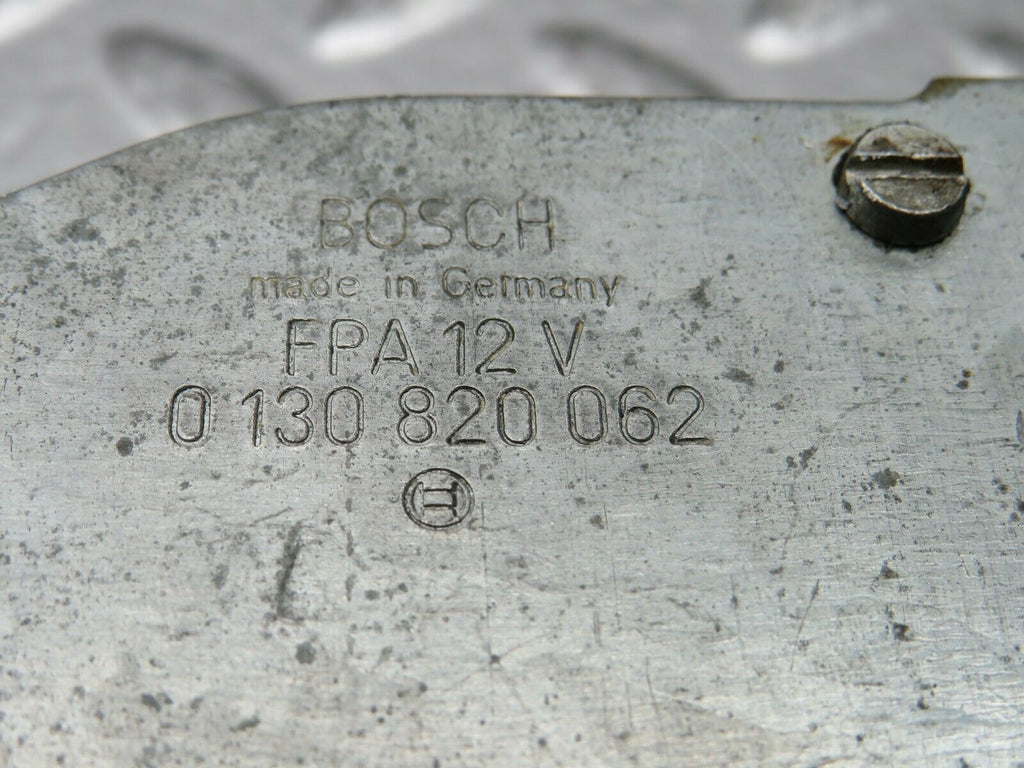 BOSCH
made in Germany
FPA 12 V
0 130 820 062